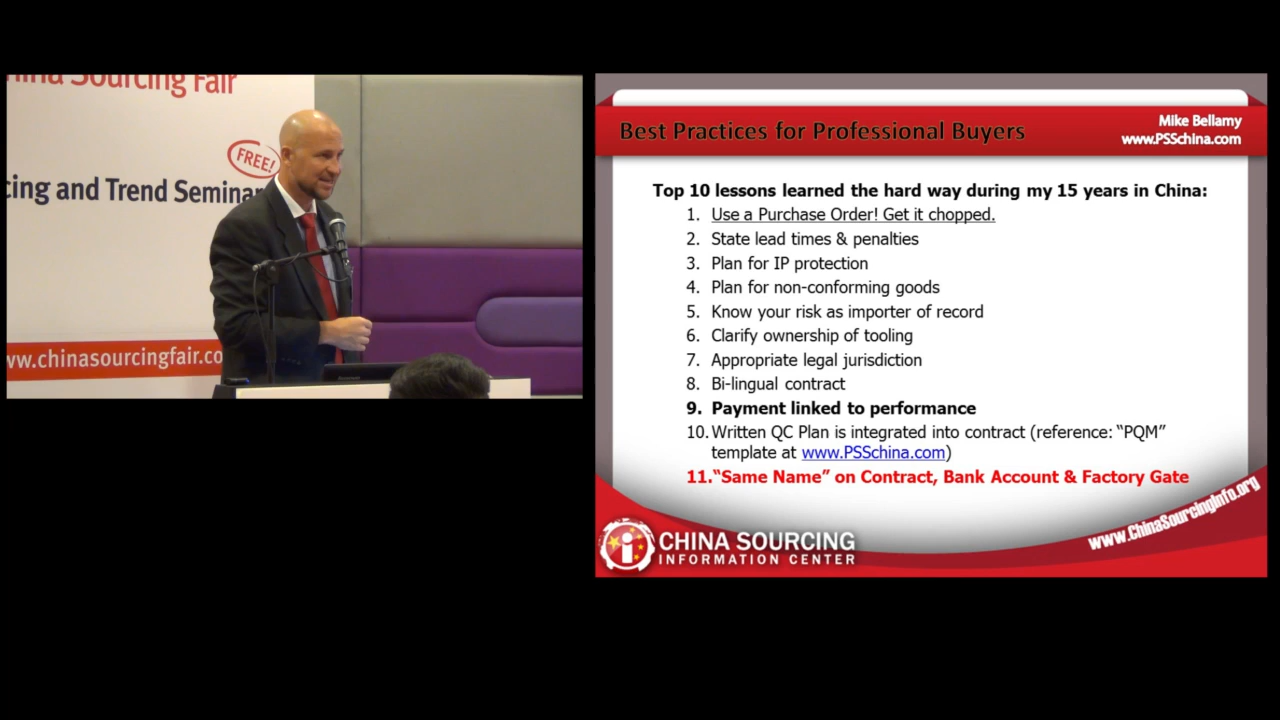 China Sourcing Fair
FREE!
cing and Trend Seminar
www.chinasourcingfair.co
Best Practices for Professional Buyers
Mike Bellamy
www.PSSchina.com
Top 10 lessons learned the hard way during my 15 years in China:
1. Use a Purchase Order! Get it chopped.
2. State lead times & penalties
3. Plan for IP protection
4. Plan for non-conforming goods
5. Know your risk as importer of record
6. Clarify ownership of tooling
7. Appropriate legal jurisdiction
8. Bi-lingual contract
9. Payment linked to performance
10. Written QC Plan is integrated into contract (reference: “PQM”
template at www.PSSchina.com)
11. “Same Name” on Contract, Bank Account & Factory Gate
www.ChinaSourcingInfo.org
CHINA SOURCING
INFORMATION CENTER